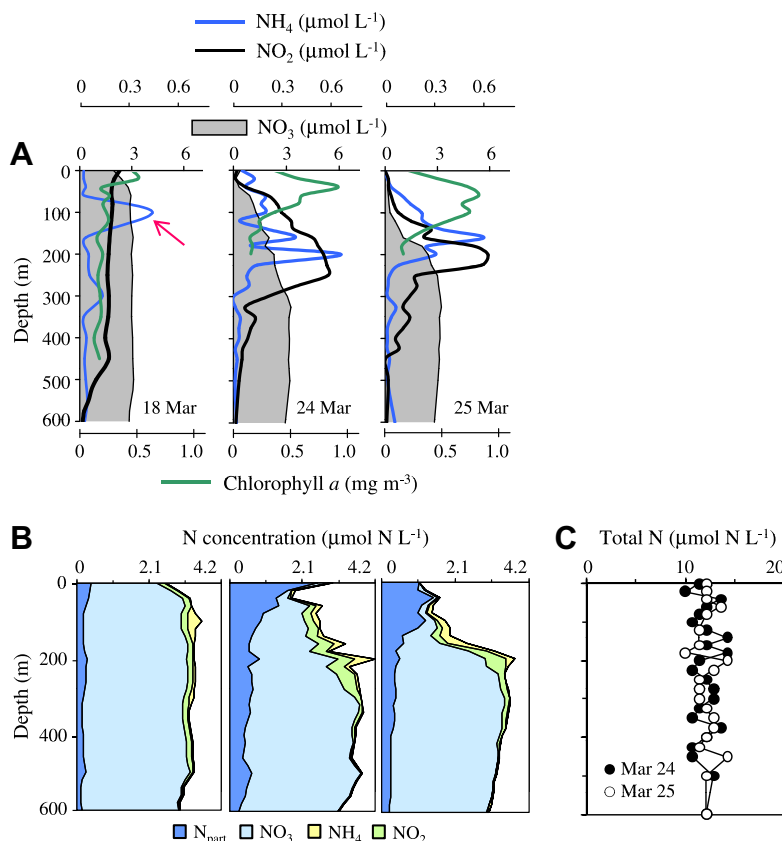 NH4 (µmol L-1)
NO2 (µmol L-1)
0 0.3 0.6 0 0.3 0.6 0 0.3 0.6
NO3 (µmol L-1)
A
0 3 6 0 3 6 0 3 6
Depth (m)
0
100
200
300
400
500
600
18 Mar 24 Mar 25 Mar
0 0.5 1.0 0 0.5 1.0 0 0.5 1.0
Chlorophyll a (mg m-3)
B N concentration (µmol N L-1)
0 2.1 4.2 0 2.1 4.2 0 2.1 4.2
Depth (m)
0
200
400
600
Npart NO3 NH4 NO2
C Total N (µmol N L-1)
0 10 20
Mar 24
Mar 25